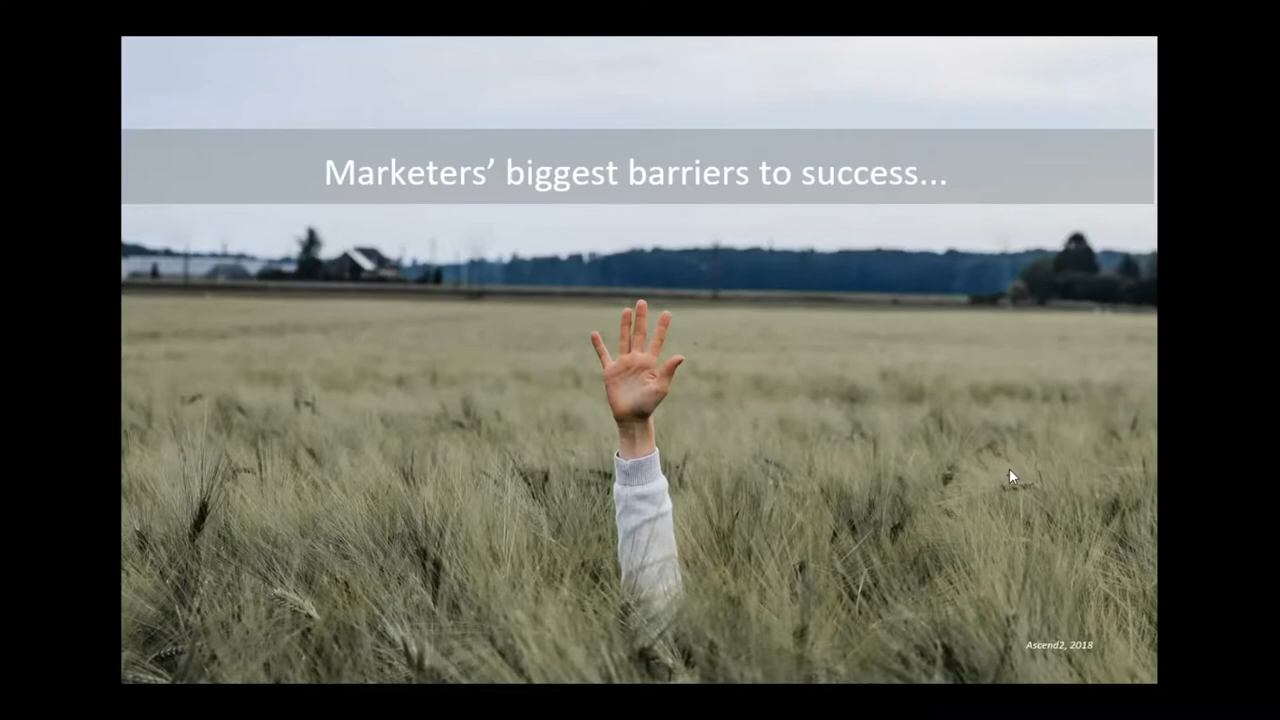 Marketers’ biggest barriers to success...
Ascend2, 2018